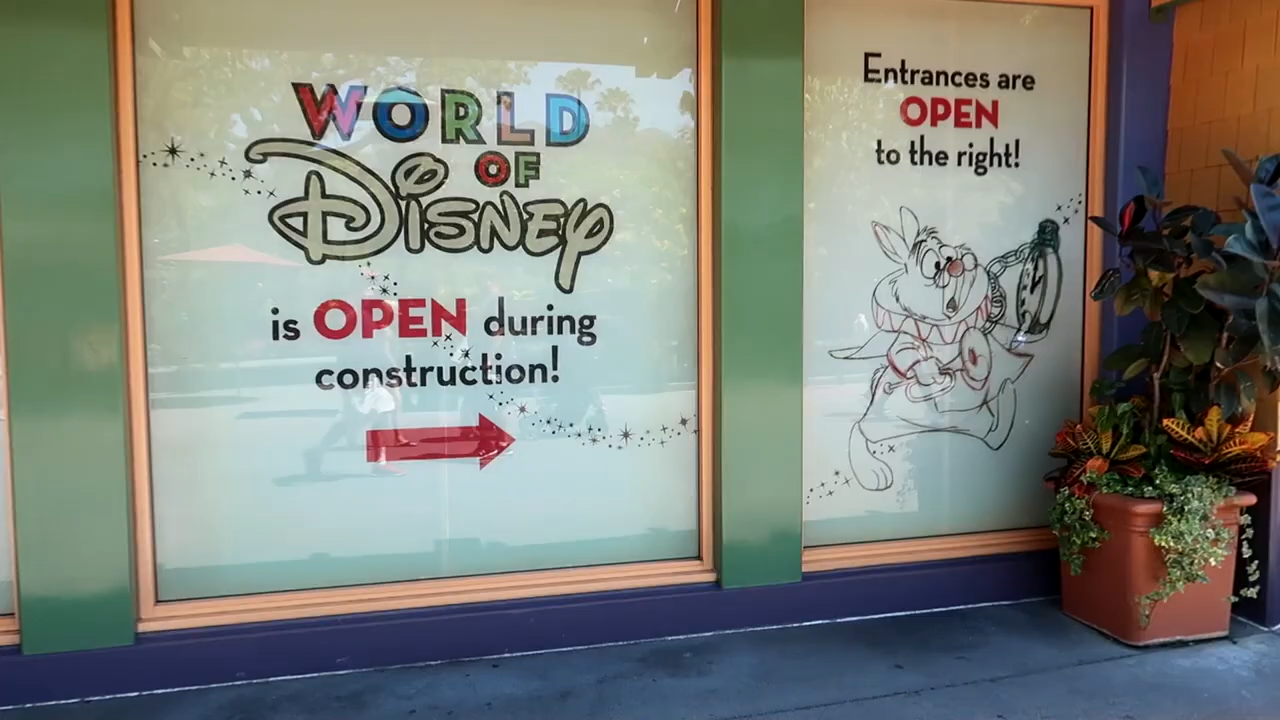 WORLD
OF
DISNEY
is OPEN during
construction!
Entrances are
OPEN
to the right!